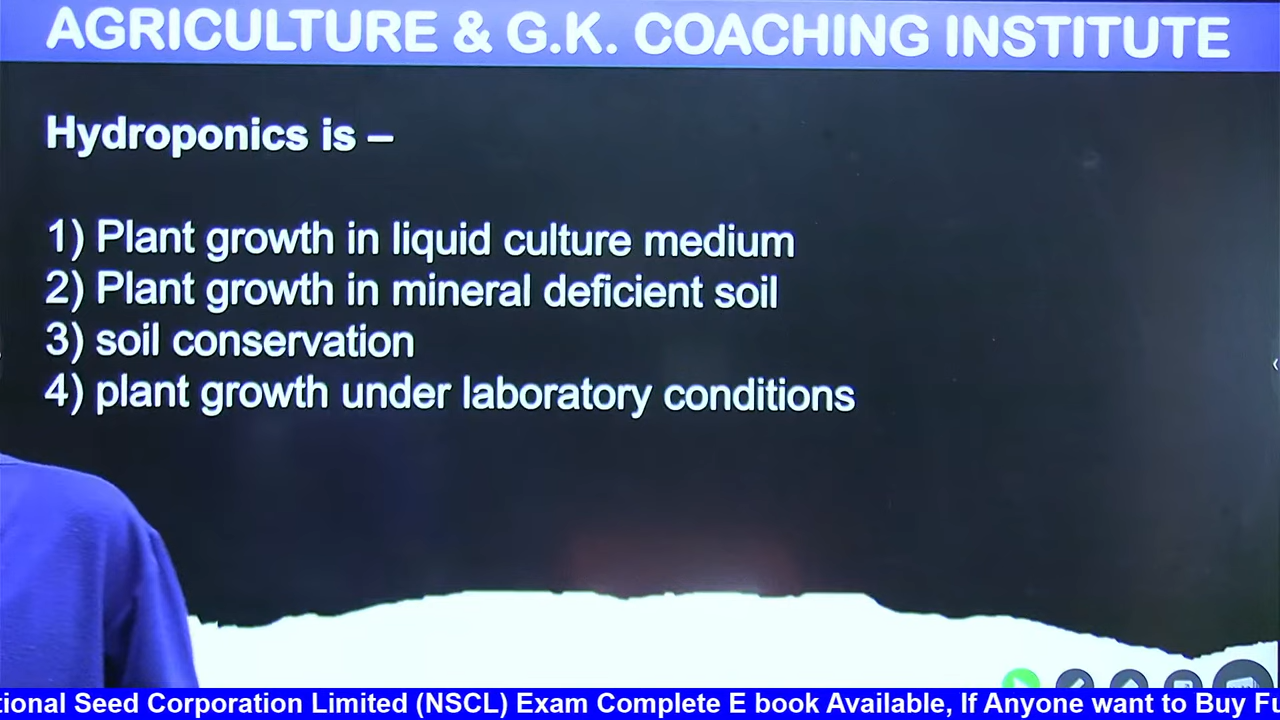 AGRICULTURE & G.K. COACHING INSTITUTE
Hydroponics is –
1) Plant growth in liquid culture medium
2) Plant growth in mineral deficient soil
3) soil conservation
4) plant growth under laboratory conditions
Seed Corporation Limited (NSCL) Exam Complete E book Available, If Anyone want to Buy